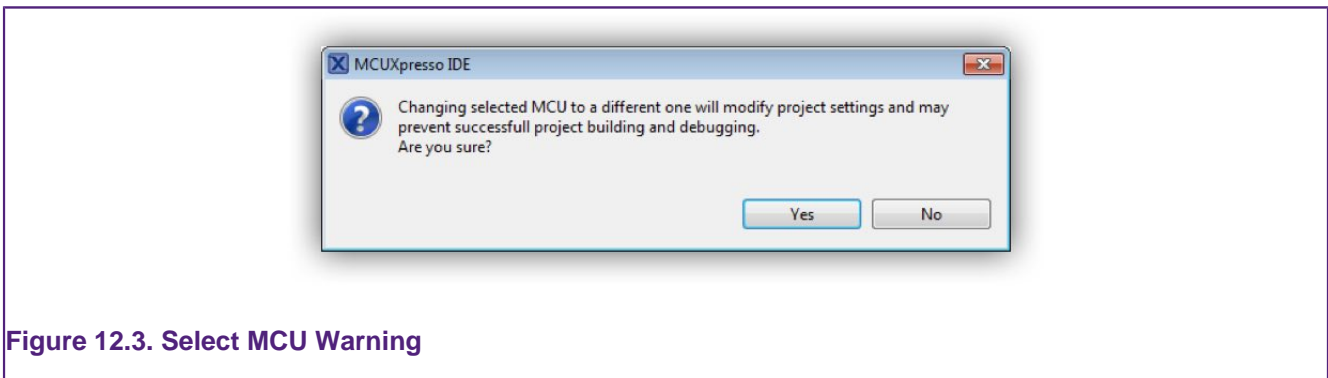 MCUXpresso IDE
Changing selected MCU to a different one will modify project settings and may
prevent successfull project building and debugging.
Are you sure?
Yes No
Figure 12.3. Select MCU Warning